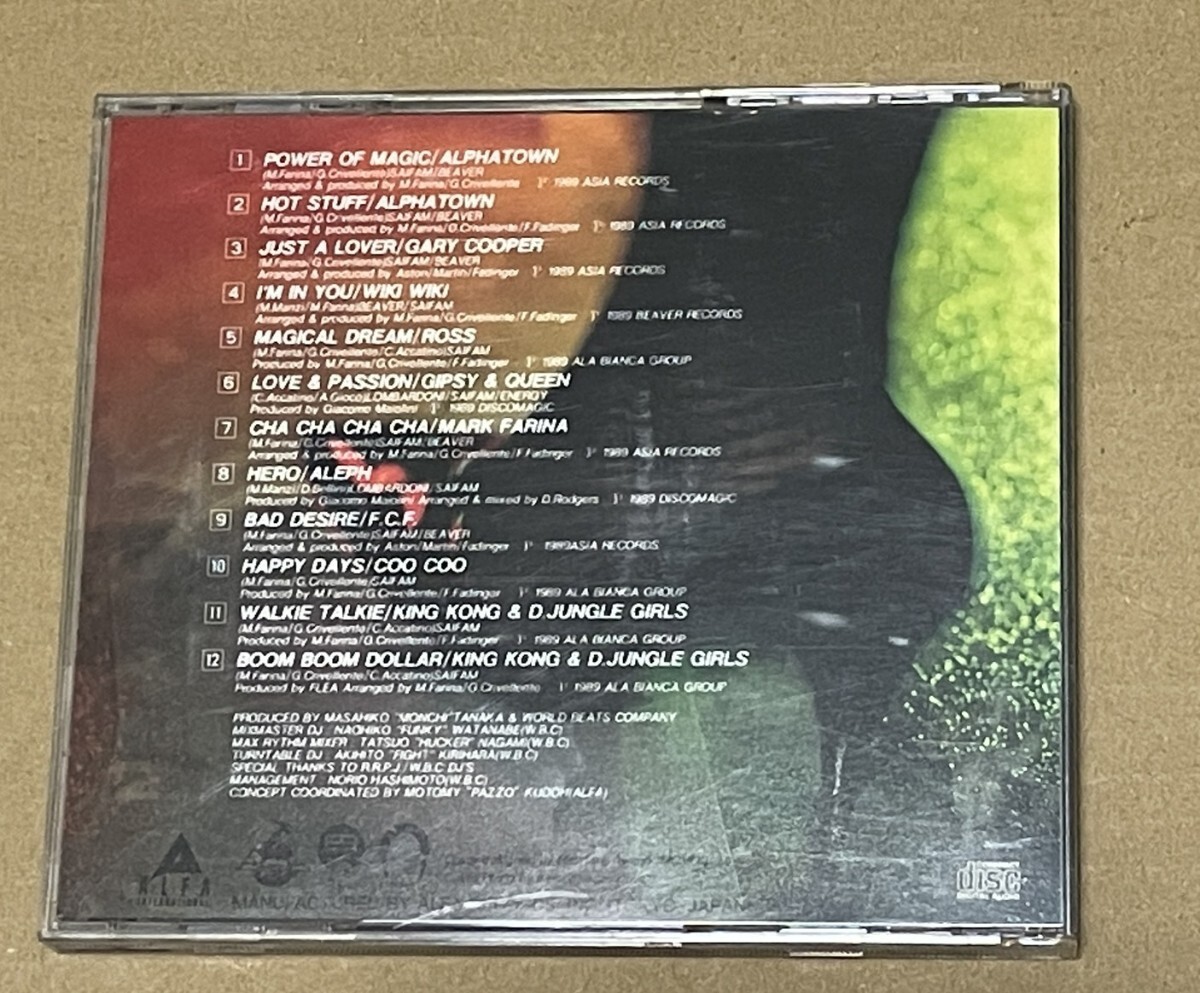 1 POWER OF MAGIC/ALPHATOWN
(M.Farina/G.Crivellente)SAIFAM/BEAVER
Arranged & produced by M.Farina/G.Crivellente ℗ 1989 ASIA RECORDS
2 HOT STUFF/ALPHATOWN
(M.Farina/G.Crivellente)SAIFAM/BEAVER
Arranged & produced by M.Farina/G.Crivellente/F.Fadinger ℗ 1989 ASIA RECORDS
3 JUST A LOVER/GARY COOPER
(M.Farina/G.Crivellente)SAIFAM/BEAVER
Arranged & produced by Aston/Martin/Fadinger ℗ 1989 ASIA RECORDS
4 I'M IN YOU/WIKI WIKI
(M.Manzi/M.Farina)BEAVER/SAIFAM
Arranged & produced by M.Farina/G.Crivellente/F.Fadinger ℗ 1989 BEAVER RECORDS
5 MAGICAL DREAM/ROSS
(M.Farina/G.Crivellente/C.Accatino)SAIFAM
Produced by M.Farina/G.Crivellente/F.Fadinger ℗ 1989 ALA BIANCA GROUP
6 LOVE & PASSION/GIPSY & QUEEN
(C.Accatino/A.Gioco)LOMBARDONI/SAIFAM/ENERGY
Produced by Giacomo Maiolini ℗ 1989 DISCOMAGIC
7 CHA CHA CHA CHA/MARK FARINA
(M.Farina/G.Crivellente)SAIFAM/BEAVER
Arranged & produced by M.Farina/G.Crivellente/F.Fadinger ℗ 1989 ASIA RECORDS
8 HERO/ALEPH
(M.Manzi/D.Bellini)LOMBARDONI/SAIFAM
Produced by Giacomo Maiolini Arranged & mixed by D.Rodgers ℗ 1989 DISCOMAGIC
9 BAD DESIRE/F.C.F.
(M.Farina/G.Crivellente)SAIFAM/BEAVER
Arranged & produced by Aston/Martin/Fadinger ℗ 1989ASIA RECORDS
10 HAPPY DAYS/COO COO
(M.Farina/G.Crivellente)SAIFAM
Produced by M.Farina/G.Crivellente/F.Fadinger ℗ 1989 ALA BIANCA GROUP
11 WALKIE TALKIE/KING KONG & D.JUNGLE GIRLS
(M.Farina/G.Crivellente/C.Accatino)SAIFAM
Produced by M.Farina/G.Crivellente/F.Fadinger ℗ 1989 ALA BIANCA GROUP
12 BOOM BOOM DOLLAR/KING KONG & D.JUNGLE GIRLS
(M.Farina/G.Crivellente/C.Accatino)SAIFAM
Produced by FLEA Arranged by M.Farina/G.Crivellente ℗ 1989 ALA BIANCA GROUP
PRODUCED BY MASAHIKO "MONCHI" TANAKA & WORLD BEATS COMPANY
MIXMASTER DJ NAOHIKO "FUNKY" WATANABE(W.B.C)
MAX RYTHM MIXER TATSUO "HUCKER" NAGAMI(W.B.C)
TURNTABLE DJ AKIHITO "FIGHT" KIRIHARA(W.B.C)
SPECIAL THANKS TO R.R.P.J./W.B.C DJ'S
MANAGEMENT NORIO HASHIMOTO(W.B.C)
CONCEPT COORDINATED BY MOTOMY "PAZZO" KUDOH(ALFA)
ALFA
INTERNATIONAL
MANUFACTURED BY JAPAN
disc
DIGITAL AUDIO